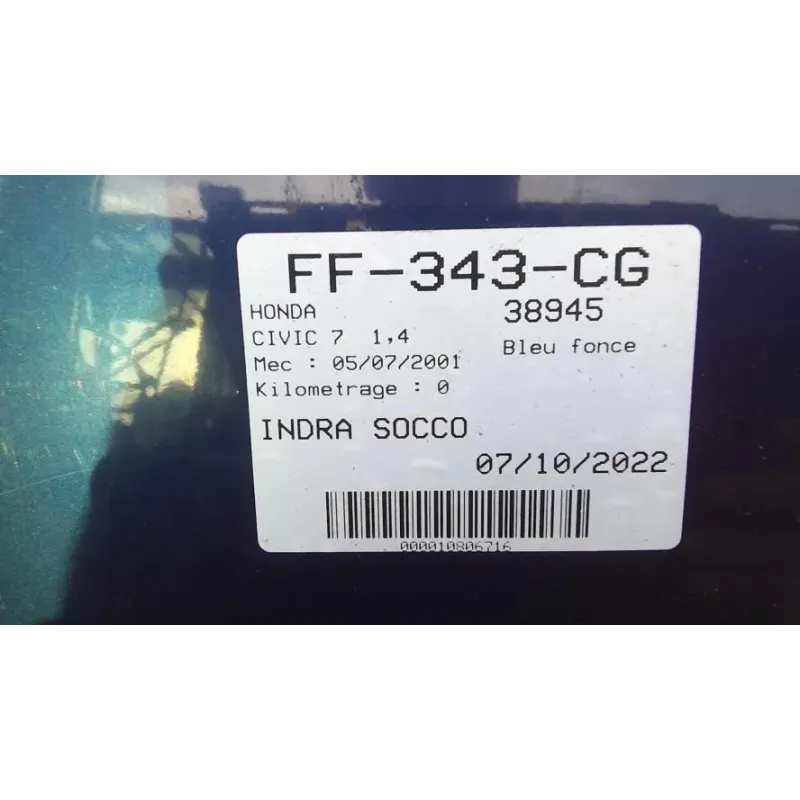 FF-343-CG
HONDA 38945
CIVIC 7 1,4 Bleu fonce
Mec : 05/07/2001
Kilometrage : 0
INDRA SOCCO
07/10/2022
000010806716